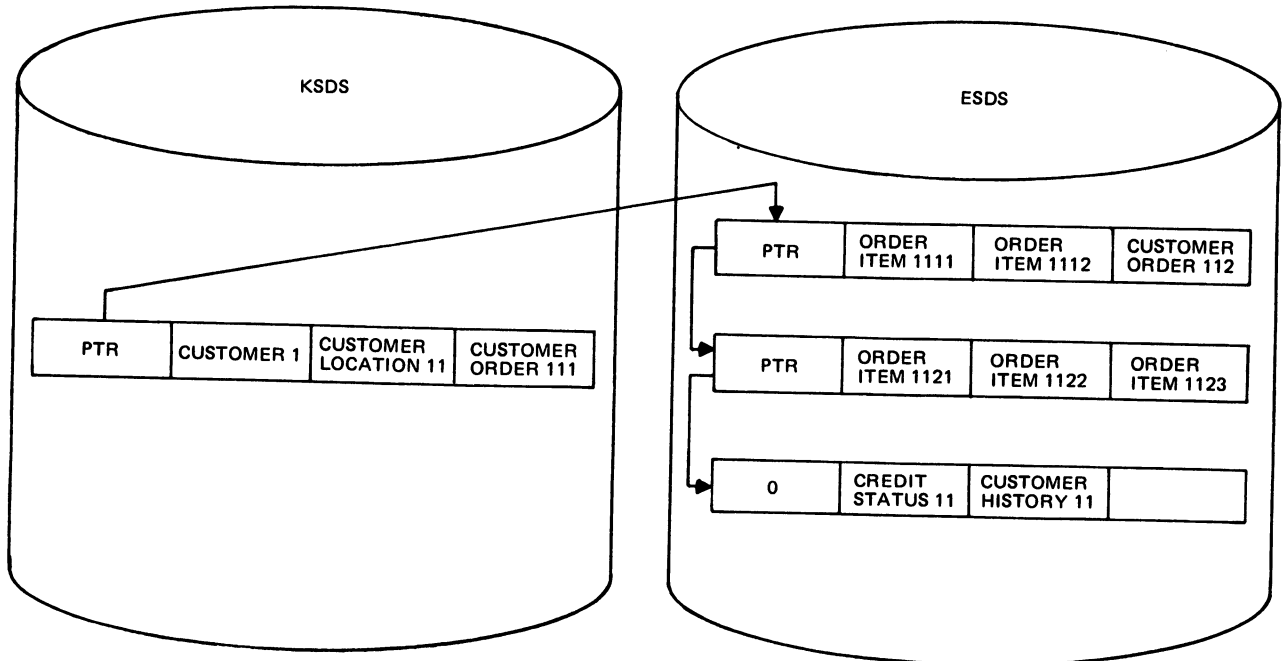 KSDS
PTR
CUSTOMER 1
CUSTOMER
LOCATION 11
CUSTOMER
ORDER 111
ESDS
PTR
ORDER
ITEM 1111
ORDER
ITEM 1112
CUSTOMER
ORDER 112
PTR
ORDER
ITEM 1121
ORDER
ITEM 1122
ORDER
ITEM 1123
0
CREDIT
STATUS 11
CUSTOMER
HISTORY 11